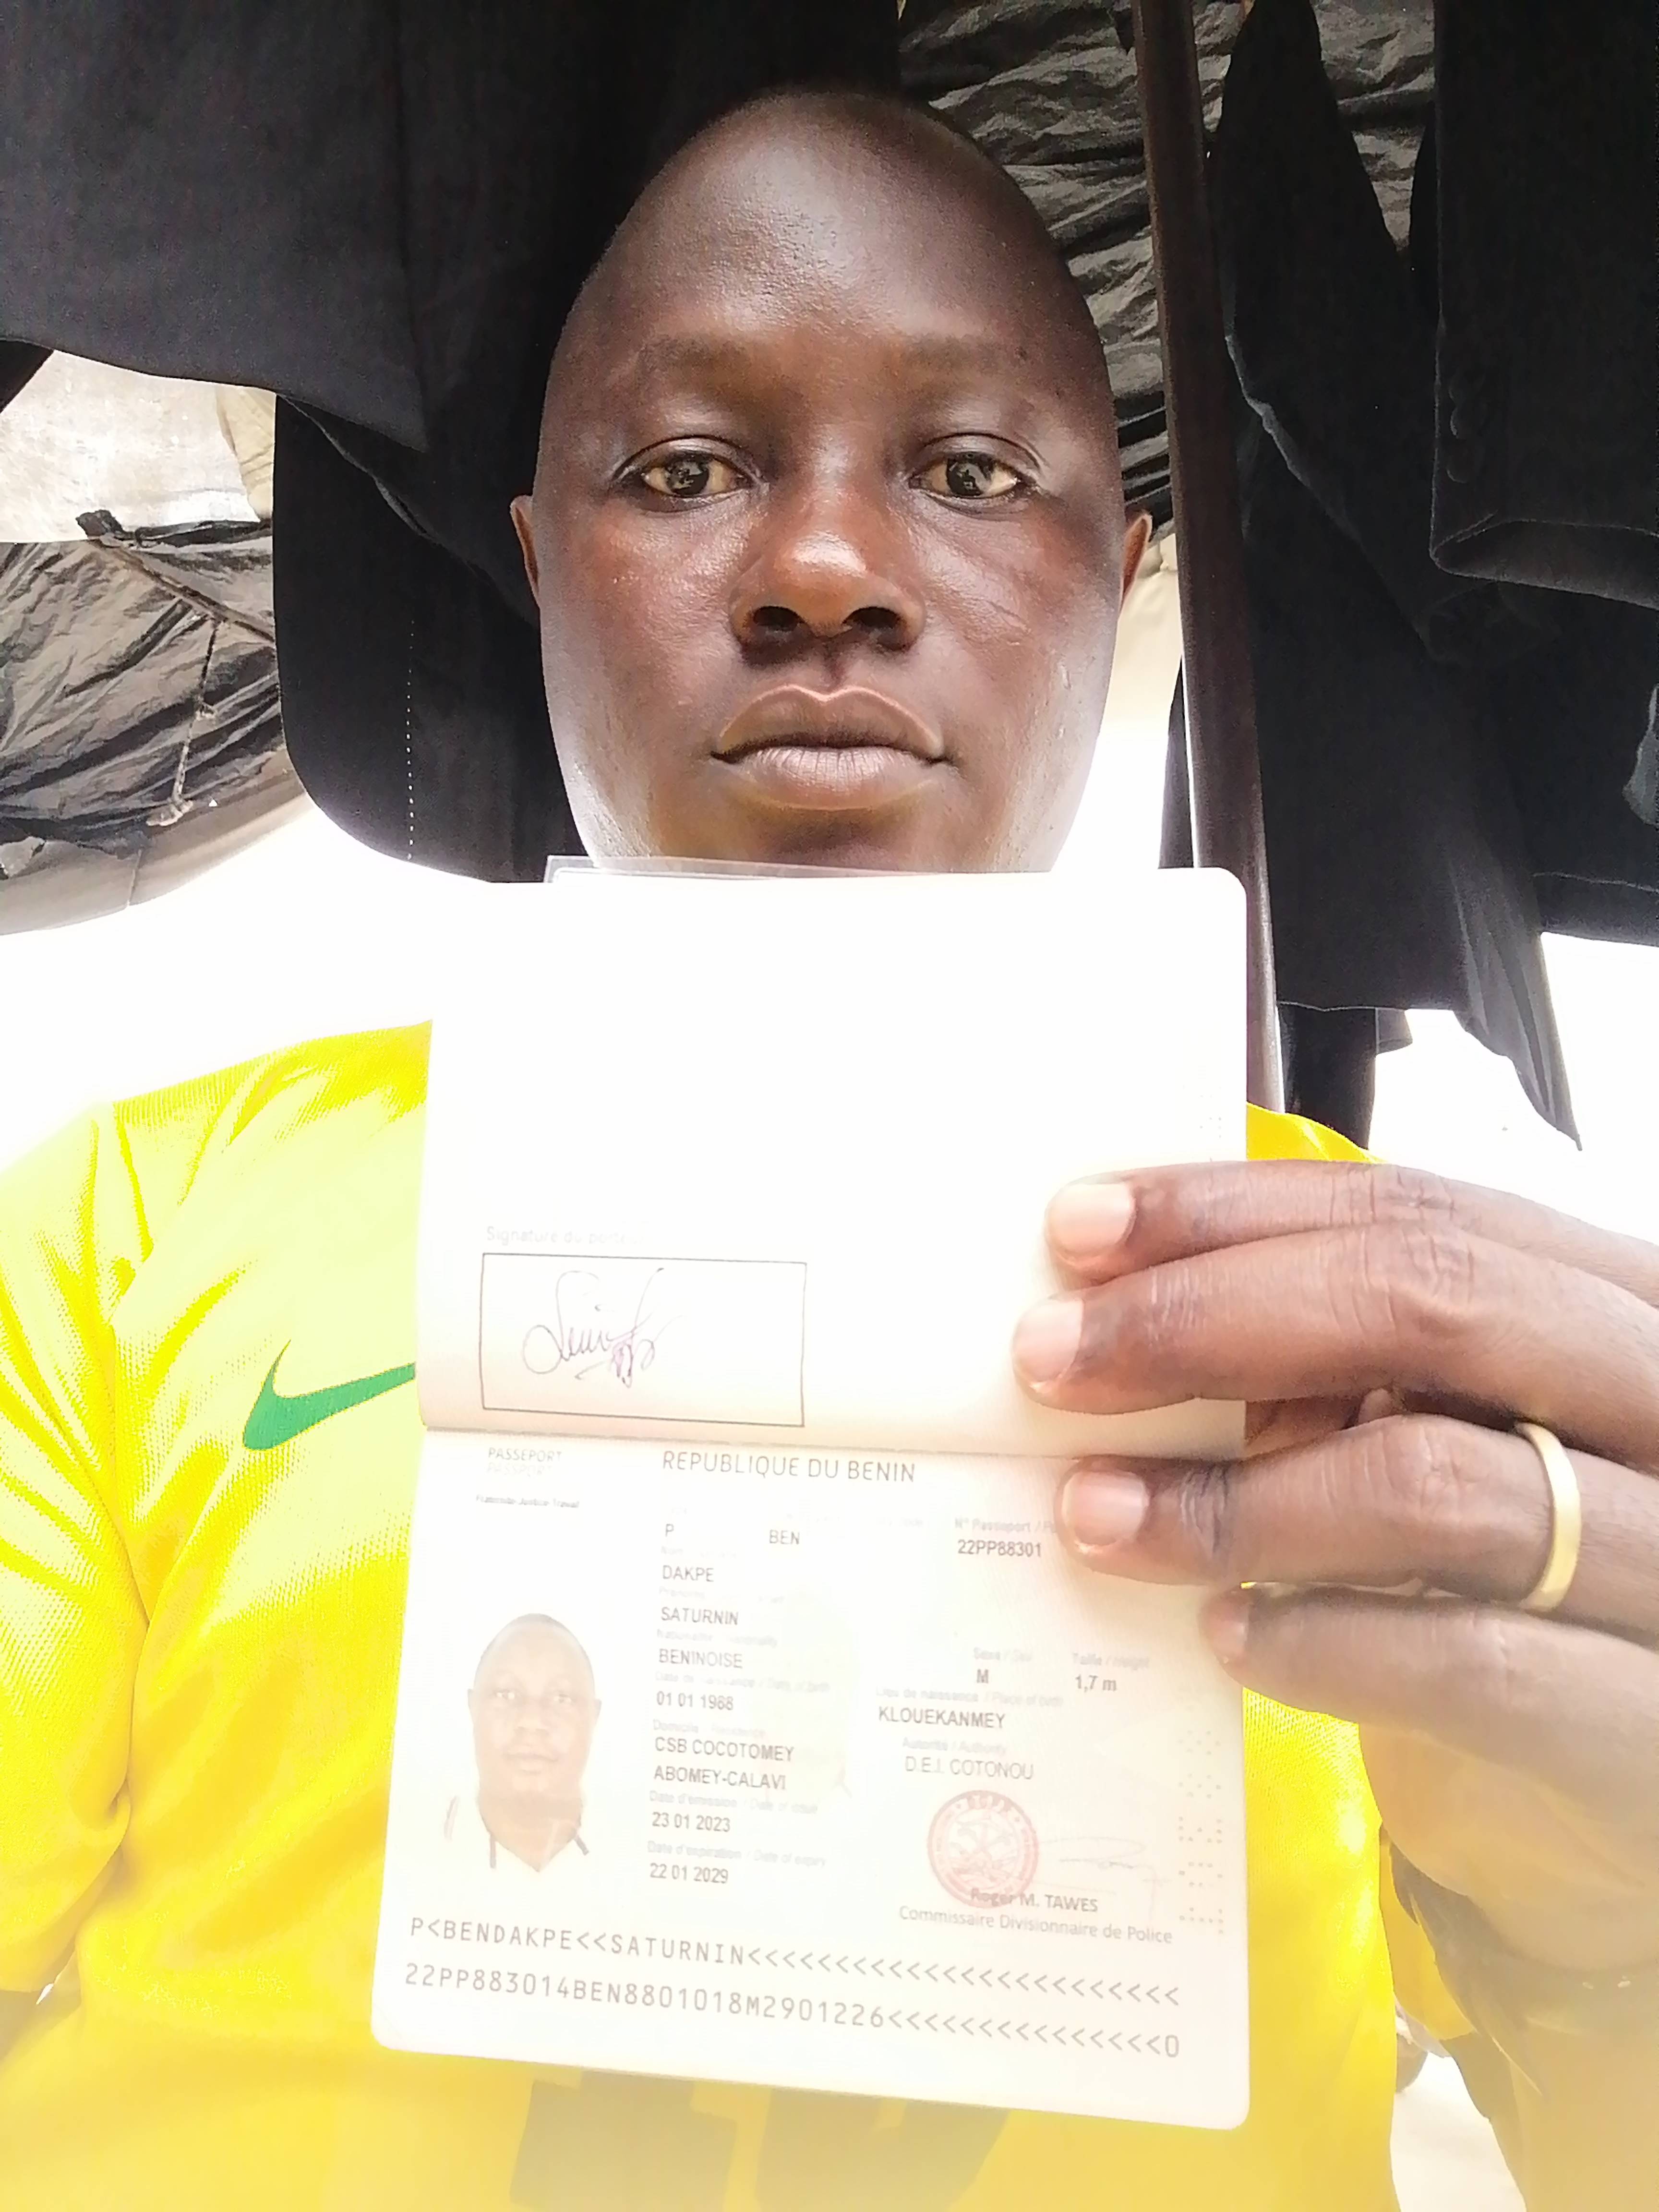 Signature du porteur
PASSEPORT
PASSPORT
REPUBLIQUE DU BENIN
Fraternité-Justice-Travail
P BEN
N° Passeport /
22PP88301
DAKPE
SATURNIN
BENINOISE
Sexe / Sex
M
Taille / Height
1,7 m
01 01 1988
Lieu de naissance / Place of birth
KLOUEKANMEY
CSB COCOTOMEY
ABOMEY-CALAVI
Autorité / Authority
D.E.I. COTONOU
Date d'émission / Date of issue
23 01 2023
Date d'expiration / Date of expiry
22 01 2029
Roger M. TAWES
Commissaire Divisionnaire de Police
P<BENDAKPE<<SATURNIN<<<<<<<<<<<<<<<<<<<<<<<<
22PP883014BEN8801018M2901226<<<<<<<<<<<<<<<0